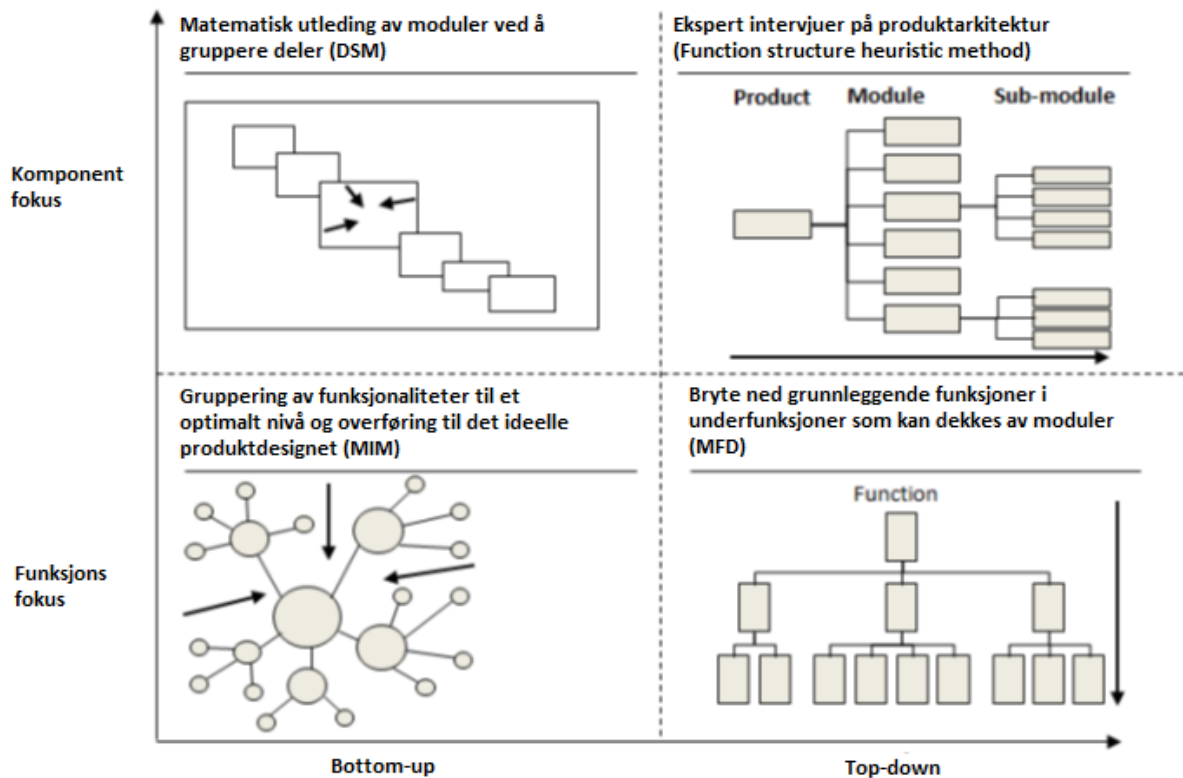 Matematisk utleding av moduler ved å
gruppere deler (DSM)
Ekspert intervjuer på produktarkitektur
(Function structure heuristic method)
Product Module Sub-module
Komponent
fokus
Gruppering av funksjonaliteter til et
optimalt nivå og overføring til det ideelle
produktdesignet (MIM)
Bryte ned grunnleggende funksjoner i
underfunksjoner som kan dekkes av moduler
(MFD)
Function
Funksjons
fokus
Bottom-up
Top-down